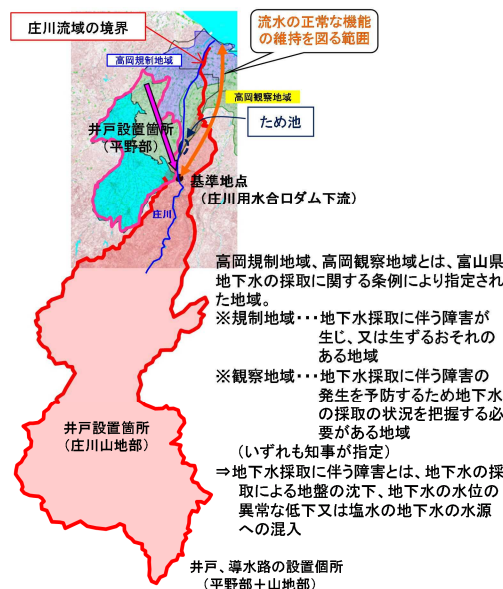 庄川流域の境界
流水の正常な機能
の維持を図る範囲
高岡規制地域
高岡観察地域
井戸設置箇所
(平野部)
ため池
基準地点
(庄川用水合口ダム下流)
庄川
高岡規制地域、高岡観察地域とは、富山県
地下水の採取に関する条例により指定され
た地域。
※規制地域・・・地下水採取に伴う障害が
生じ、又は生ずるおそれの
ある地域
※観察地域・・・地下水採取に伴う障害の
発生を予防するため地下水
の採取の状況を把握する必
要がある地域
(いずれも知事が指定)
⇒地下水採取に伴う障害とは、地下水の採
取による地盤の沈下、地下水の水位の
異常な低下又は塩水の地下水の水源
への混入
井戸設置箇所
(庄川山地部)
井戸、導水路の設置個所
(平野部+山地部)